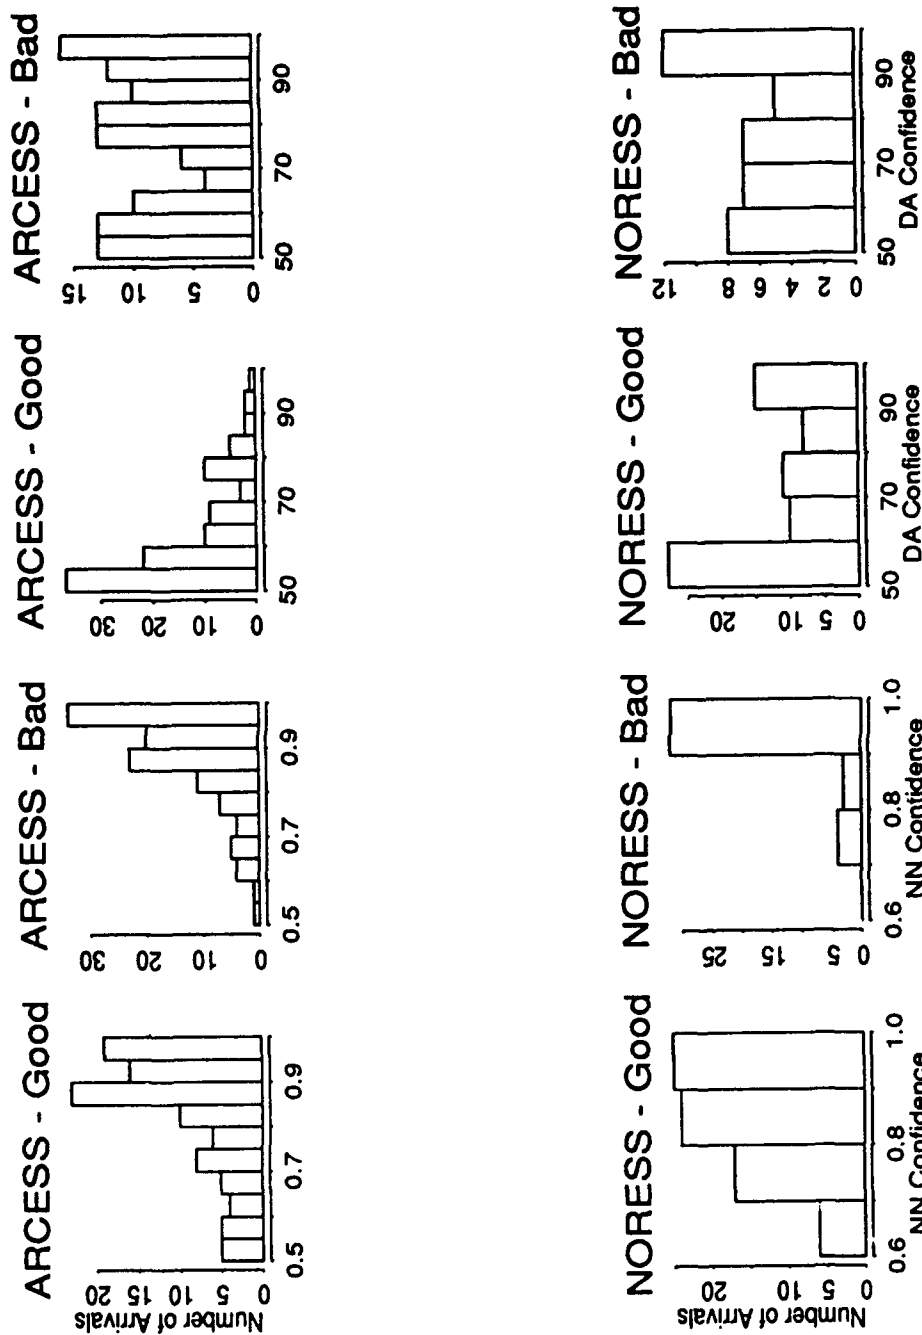 ARCESS - Good
Number of Arrivals
20
15
10
5
0
0.5 0.7 0.9
ARCESS - Bad
30
20
10
0
0.5 0.7 0.9
ARCESS - Good
30
20
10
0
50 70 90
ARCESS - Bad
15
10
5
0
50 70 90
NORESS - Good
Number of Arrivals
20
10
5
0
0.6 0.8 1.0
NN Confidence
NORESS - Bad
25
15
5
0
0.6 0.8 1.0
NN Confidence
NORESS - Good
20
10
5
0
50 70 90
DA Confidence
NORESS - Bad
12
8
6
4
2
0
50 70 90
DA Confidence